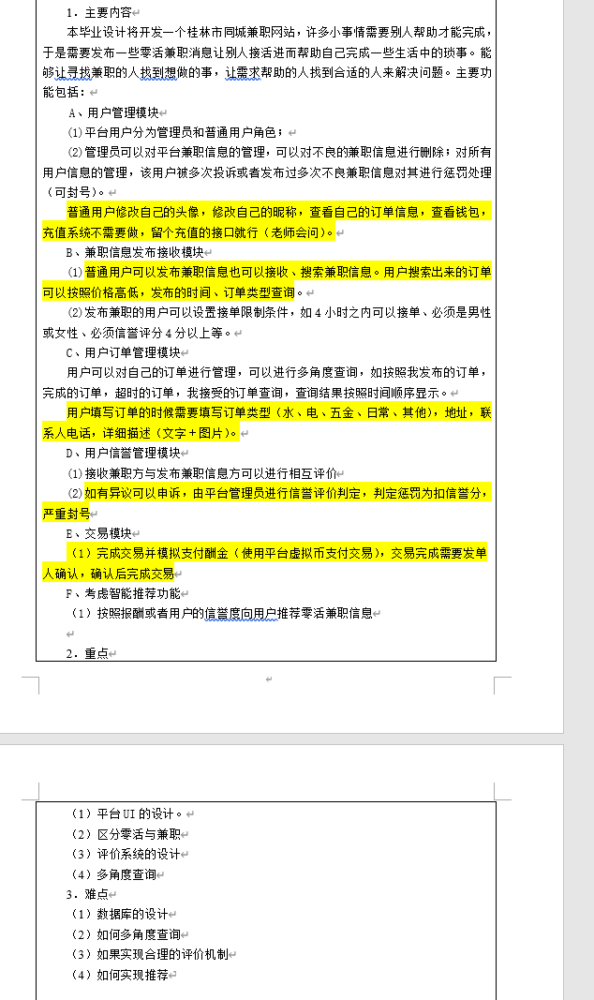 1．主要内容
本毕业设计将开发一个桂林市同城兼职网站，许多小事情需要别人帮助才能完成，
于是需要发布一些零活兼职消息让别人接活进而帮助自己完成一些生活中的琐事。能
够让寻找兼职的人找到想做的事，让需求帮助的人找到合适的人来解决问题。主要功
能包括：
A、用户管理模块
(1)平台用户分为管理员和普通用户角色；
(2)管理员可以对平台兼职信息的管理，可以对不良的兼职信息进行删除；对所有
用户信息的管理，该用户被多次投诉或者发布过多次不良兼职信息对其进行惩罚处理
（可封号）。
普通用户修改自己的头像，修改自己的昵称，查看自己的订单信息，查看钱包，
充值系统不需要做，留个充值的接口就行（老师会问）。
B、兼职信息发布接收模块
(1)普通用户可以发布兼职信息也可以接收、搜索兼职信息。用户搜索出来的订单
可以按照价格高低，发布的时间、订单类型查询。
(2)发布兼职的用户可以设置接单限制条件，如 4 小时之内可以接单、必须是男性
或女性、必须信誉评分 4 分以上等。
C、用户订单管理模块
用户可以对自己的订单进行管理，可以进行多角度查询，如按照我发布的订单，
完成的订单，超时的订单，我接受的订单查询，查询结果按照时间顺序显示。
用户填写订单的时候需要填写订单类型（水、电、五金、日常、其他），地址，联
系人电话，详细描述（文字＋图片）。
D、用户信誉管理模块
(1)接收兼职方与发布兼职信息方可以进行相互评价
(2)如有异议可以申诉，由平台管理员进行信誉评价判定，判定惩罚为扣信誉分，
严重封号
E、交易模块
（1）完成交易并模拟支付酬金（使用平台虚拟币支付交易），交易完成需要发单
人确认，确认后完成交易
F、考虑智能推荐功能
（1）按照报酬或者用户的信誉度向用户推荐零活兼职信息
2．重点
（1）平台 UI 的设计。
（2）区分零活与兼职
（3）评价系统的设计
（4）多角度查询
3．难点
（1）数据库的设计
（2）如何多角度查询
（3）如果实现合理的评价机制
（4）如何实现推荐